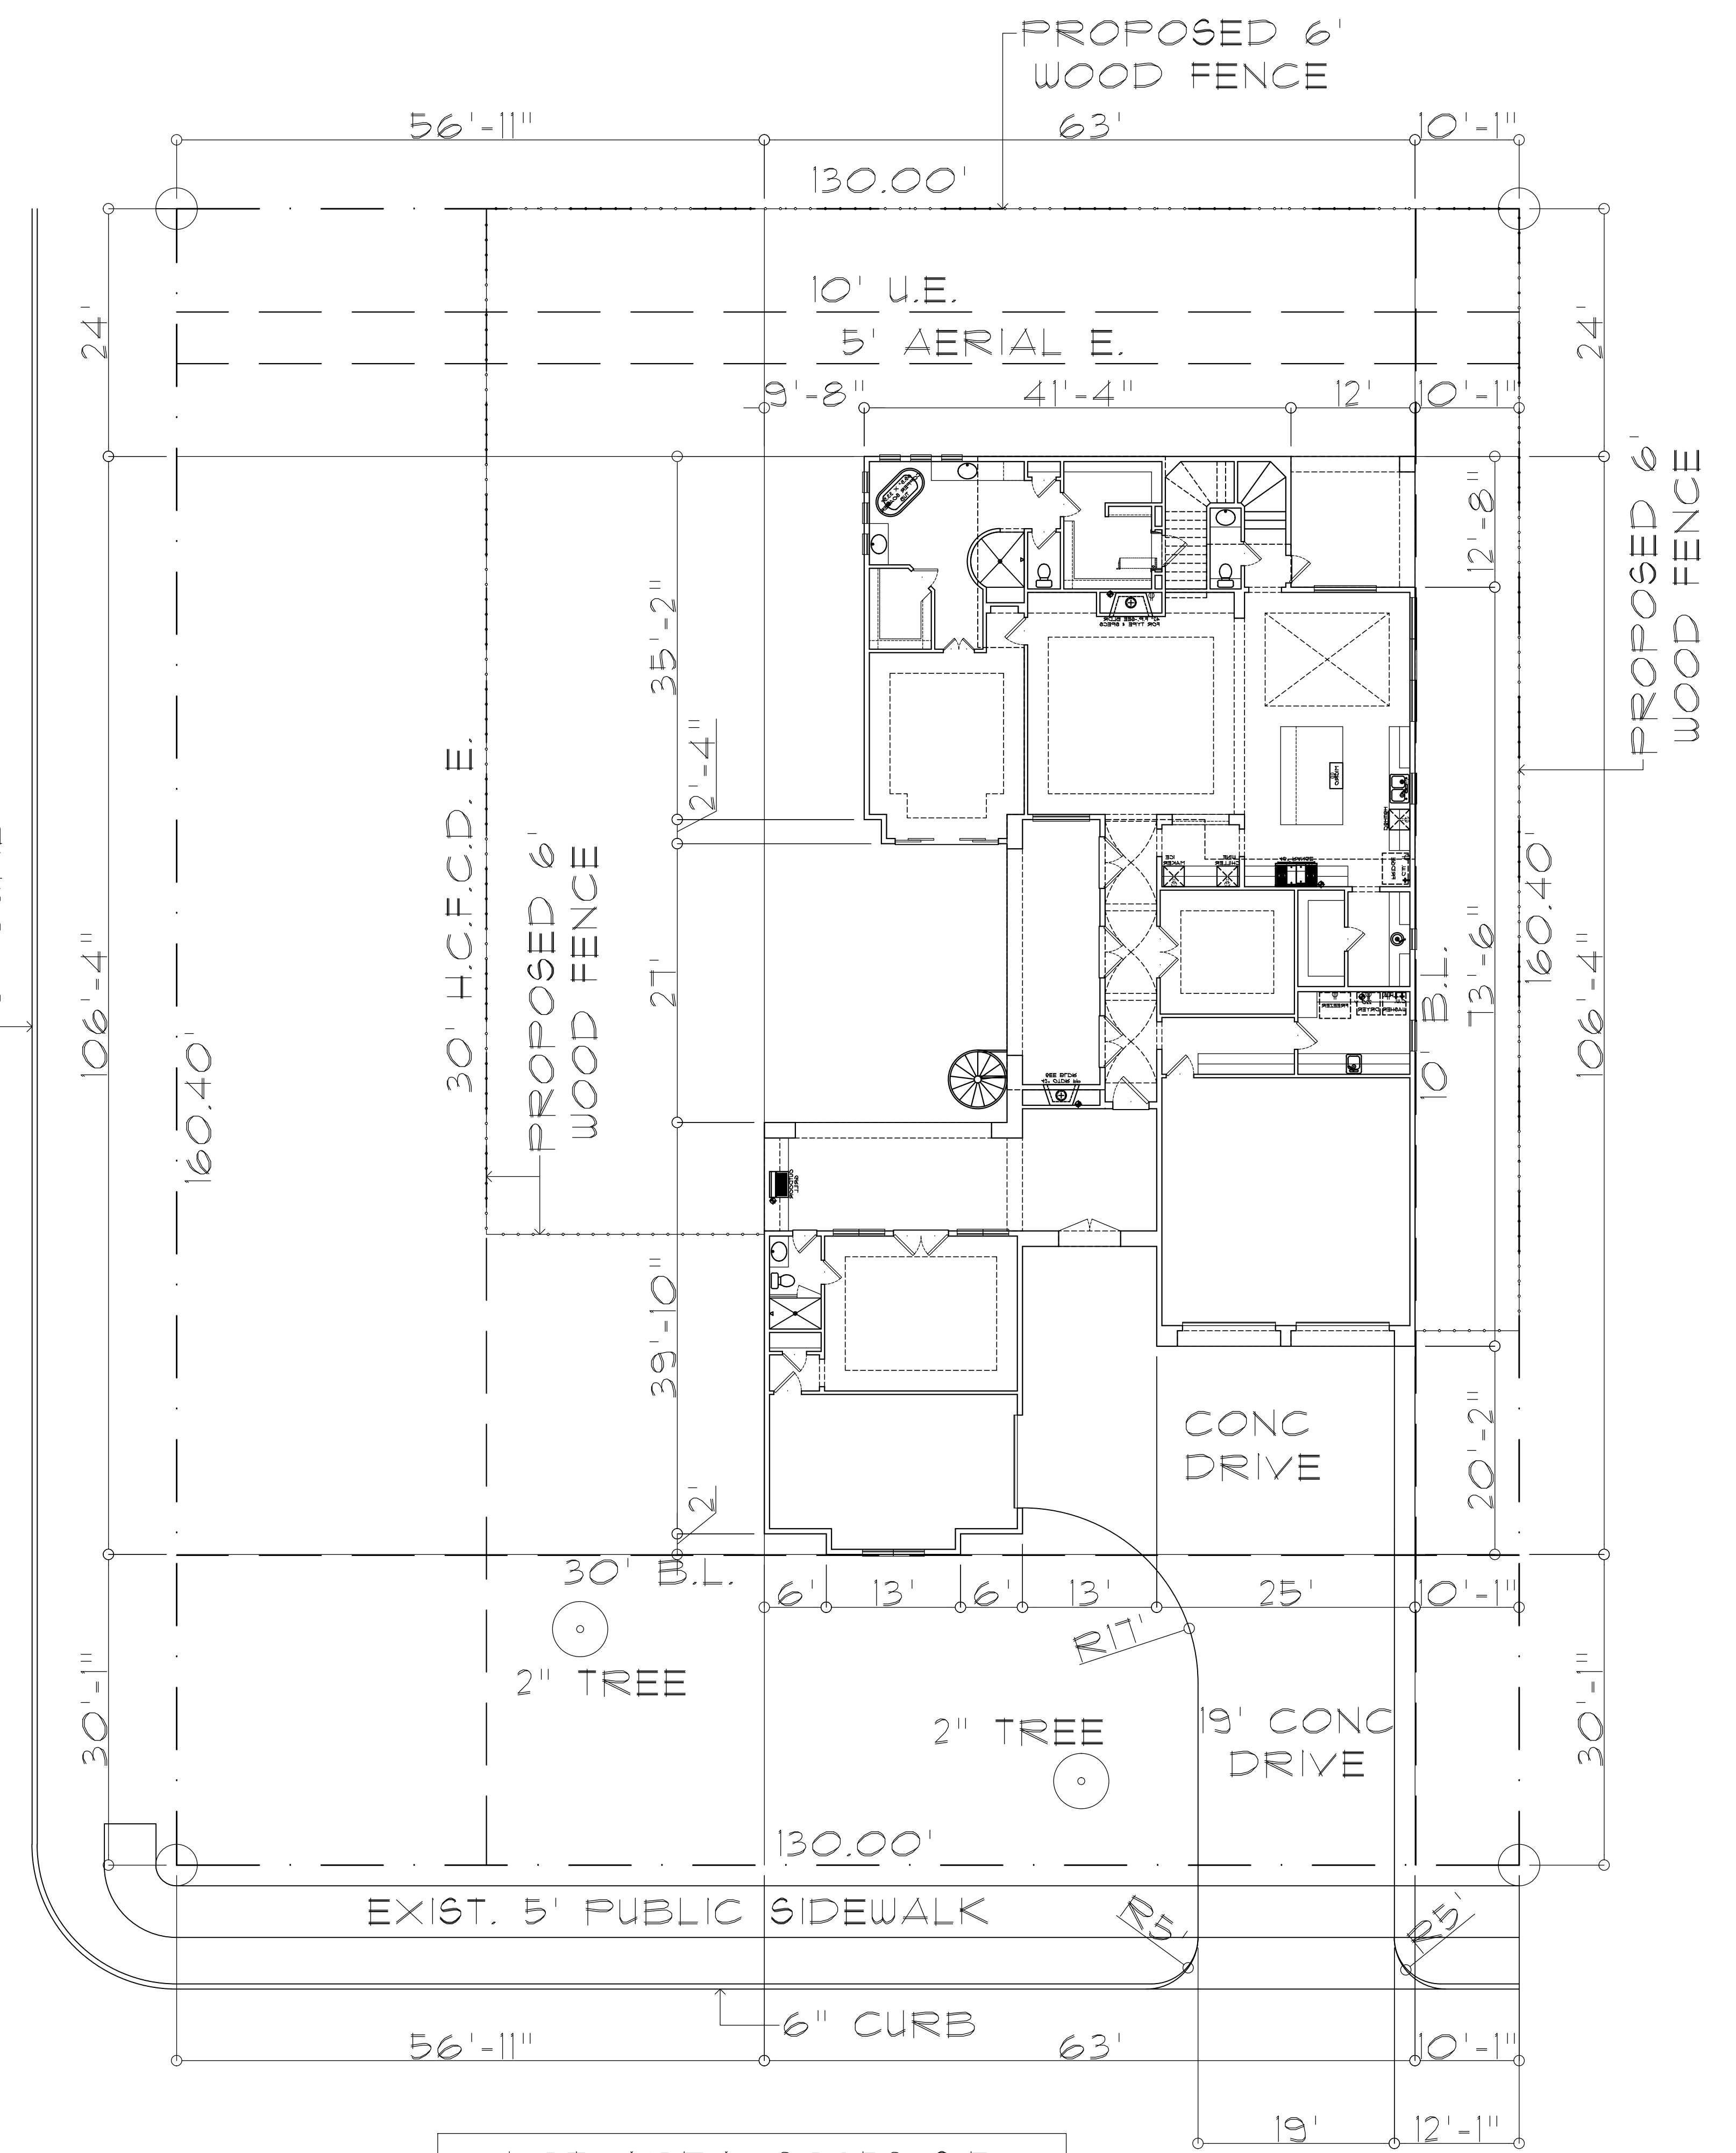 PROPOSED 6'
WOOD FENCE
56'-11"
63'
10'-1"
130.00'
10' U.E.
5' AERIAL E.
24'
24'
9'-8"
41'-4"
12'
10'-1"
PROPOSED 6'
WOOD FENCE
12'-8"
35'-2"
2'-4"
30' H.C.F.C.D. E.
PROPOSED 6'
WOOD FENCE
27'
106'-4"
160.40'
73'-6"
160.40'
106'-4"
10' B.L.
39'-10"
2'
CONC
DRIVE
20'-2"
30' B.L.
6'
13'
6'
13'
25'
10'-1"
R17'
2" TREE
2" TREE
19' CONC
DRIVE
30'-1"
30'-1"
130.00'
EXIST. 5' PUBLIC SIDEWALK
R5'
R5'
6" CURB
56'-11"
63'
10'-1"
19'
12'-1"